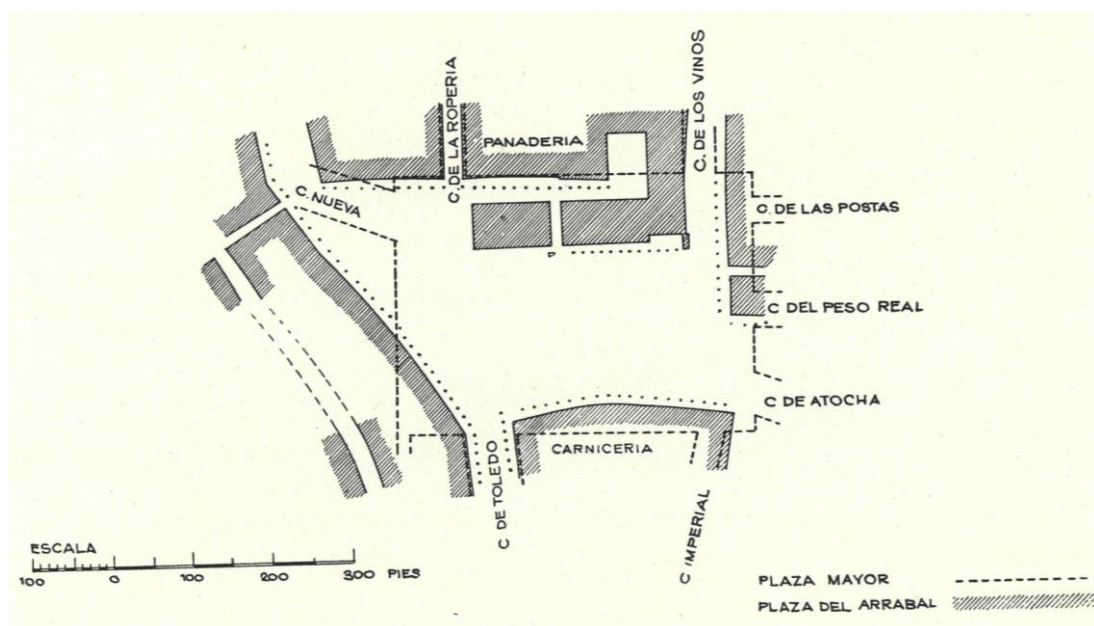 C. DE LA ROPERIA
C. DE LOS VINOS
PANADERIA
C. NUEVA
C. DE LAS POSTAS
C. DEL PESO REAL
C. DE ATOCHA
CARNICERIA
C. DE TOLEDO
C IMPERIAL
ESCALA
100 0 100 200 300 PIES
PLAZA MAYOR
PLAZA DEL ARRABAL